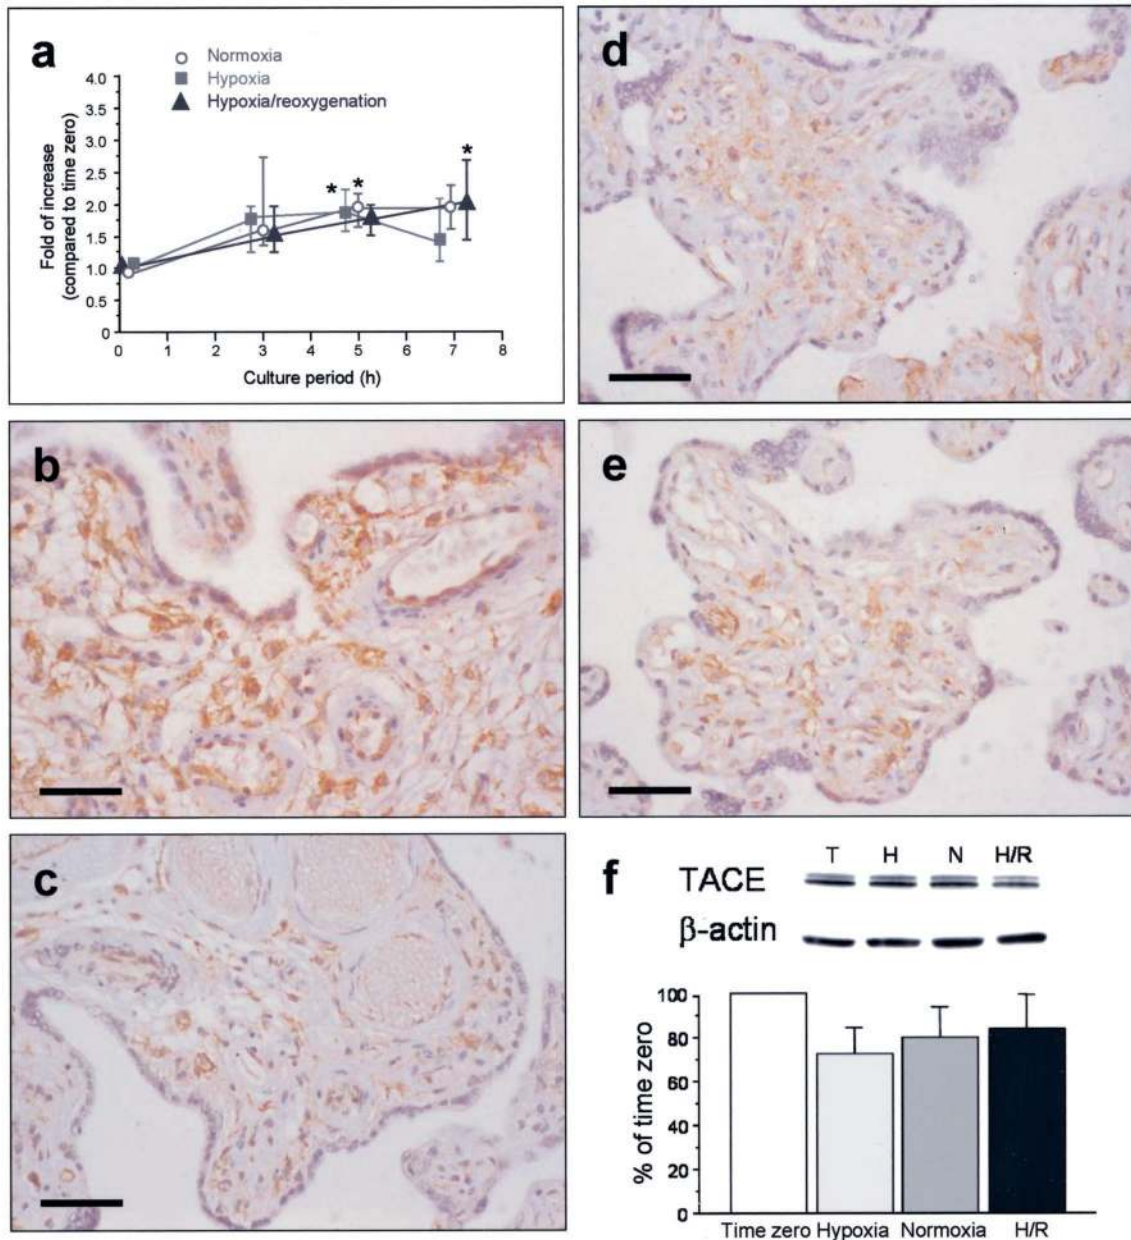 a
Normoxia
Hypoxia
Hypoxia/reoxygenation
Fold of increase
(compared to time zero)
4.0
3.5
3.0
2.5
2.0
1.5
1.0
0.5
0
* * *
0 1 2 3 4 5 6 7 8
Culture period (h)
b
c
d
e
f
T H N H/R
TACE
β-actin
% of time zero
100
80
60
40
20
0
Time zero Hypoxia Normoxia H/R